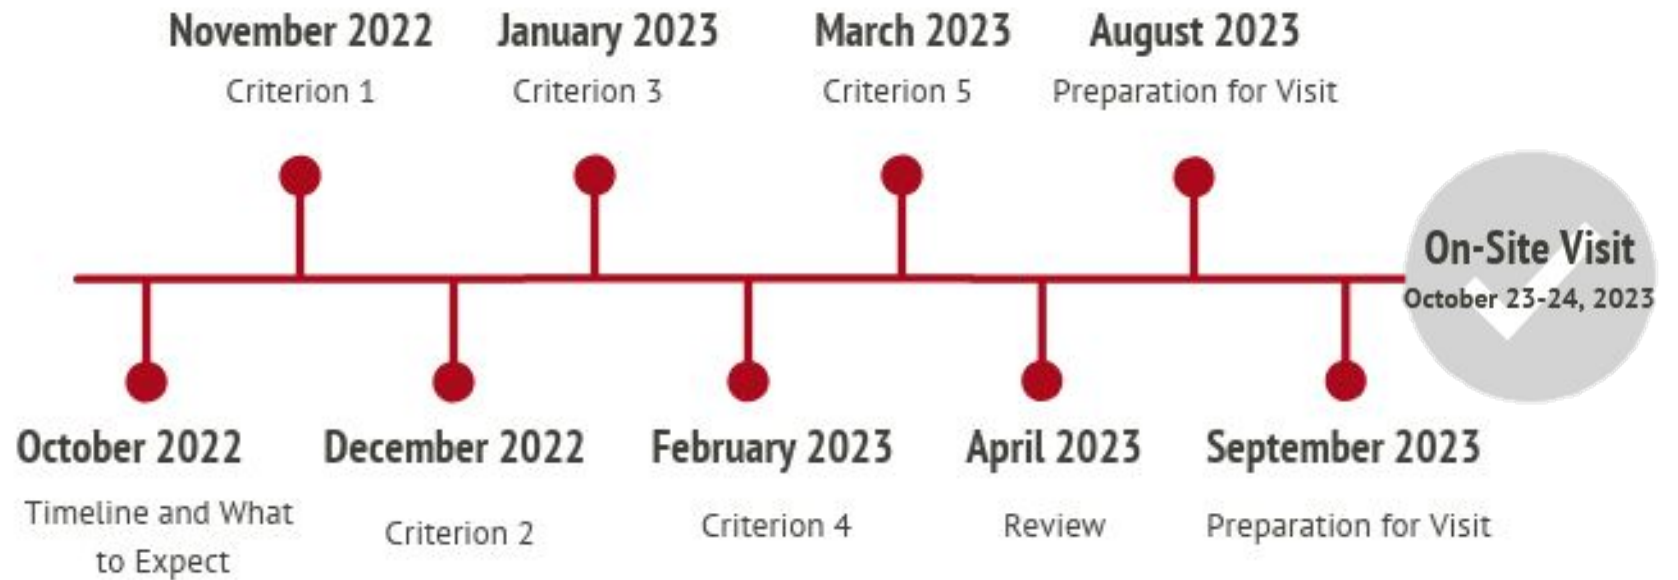 November 2022
Criterion 1
January 2023
Criterion 3
March 2023
Criterion 5
August 2023
Preparation for Visit
On-Site Visit
October 23-24, 2023
October 2022
Timeline and What
to Expect
December 2022
Criterion 2
February 2023
Criterion 4
April 2023
Review
September 2023
Preparation for Visit